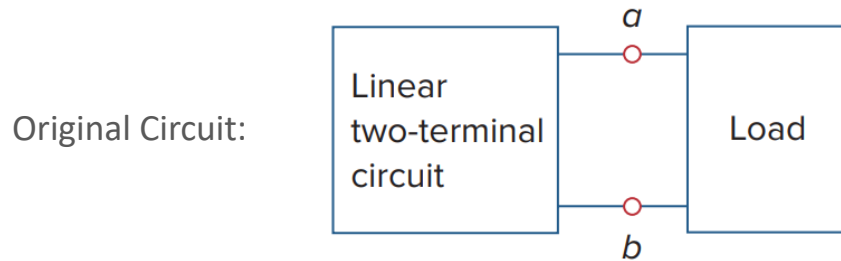 a
Original Circuit:
Linear
two-terminal
circuit
Load
b